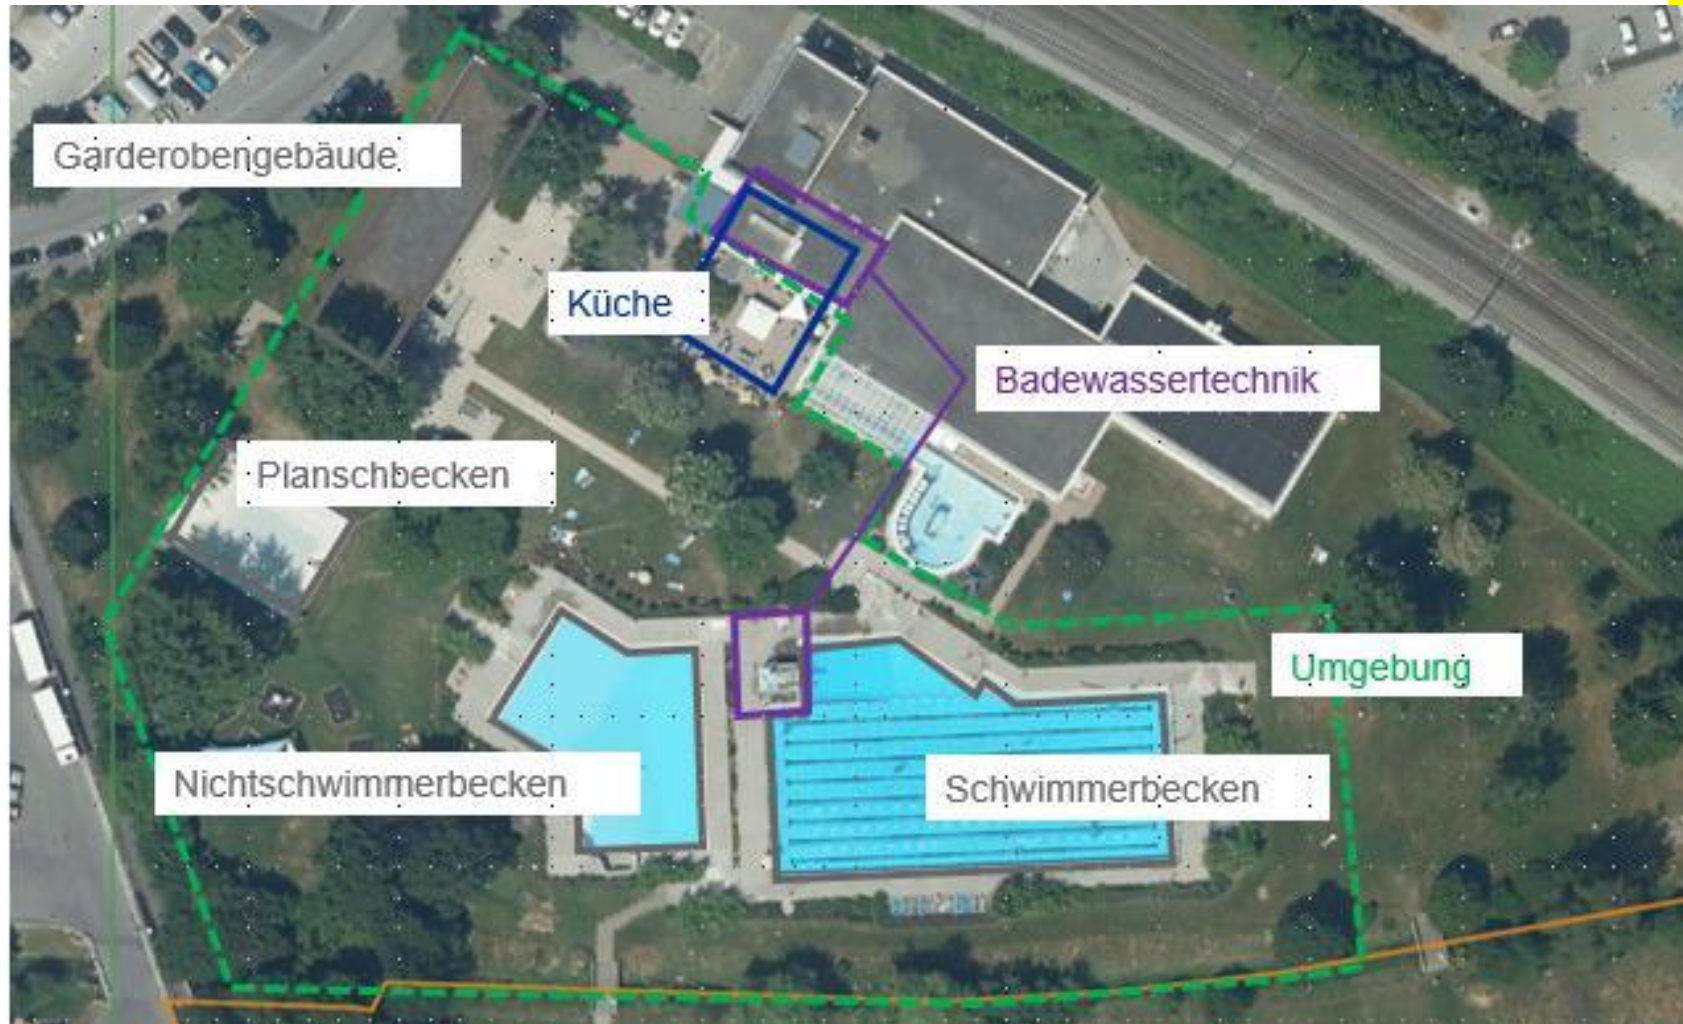 Garderobengebäude
Küche
Badewassertechnik
Planschbecken
Umgebung
Nichtschwimmerbecken
Schwimmerbecken